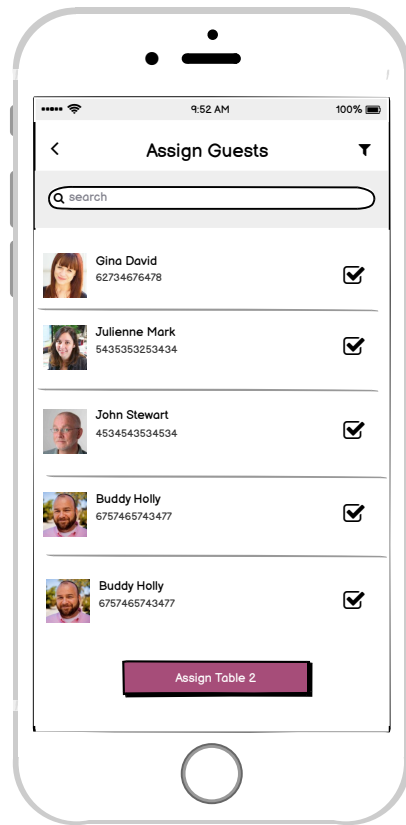 9:52 AM
100%
Assign Guests
search
Gina David
62734676478
Julienne Mark
5435353253434
John Stewart
4534543534534
Buddy Holly
6757465743477
Buddy Holly
6757465743477
Assign Table 2